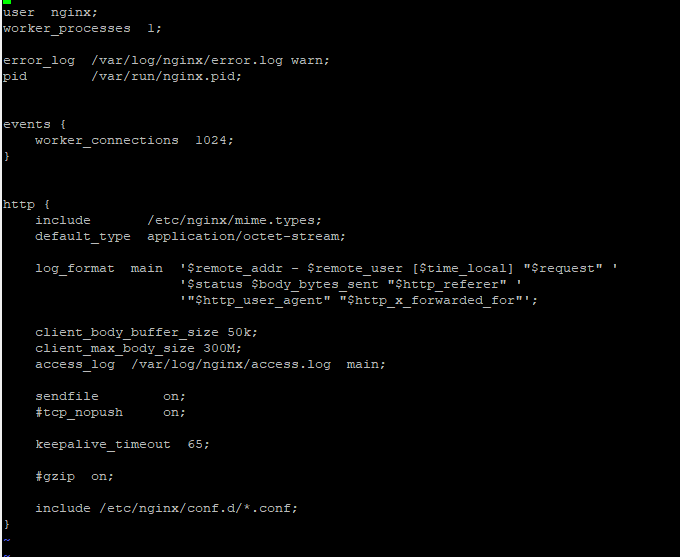 user  nginx;
worker_processes  1;
error_log  /var/log/nginx/error.log warn;
pid        /var/run/nginx.pid;
events {
    worker_connections  1024;
}
http {
    include       /etc/nginx/mime.types;
    default_type  application/octet-stream;
    log_format  main  '$remote_addr - $remote_user [$time_local] "$request" '
                      '$status $body_bytes_sent "$http_referer" '
                      '"$http_user_agent" "$http_x_forwarded_for"';
    client_body_buffer_size 50k;
    client_max_body_size 300M;
    access_log  /var/log/nginx/access.log  main;
    sendfile        on;
    #tcp_nopush     on;
    keepalive_timeout  65;
    #gzip  on;
    include /etc/nginx/conf.d/*.conf;
}
~
~